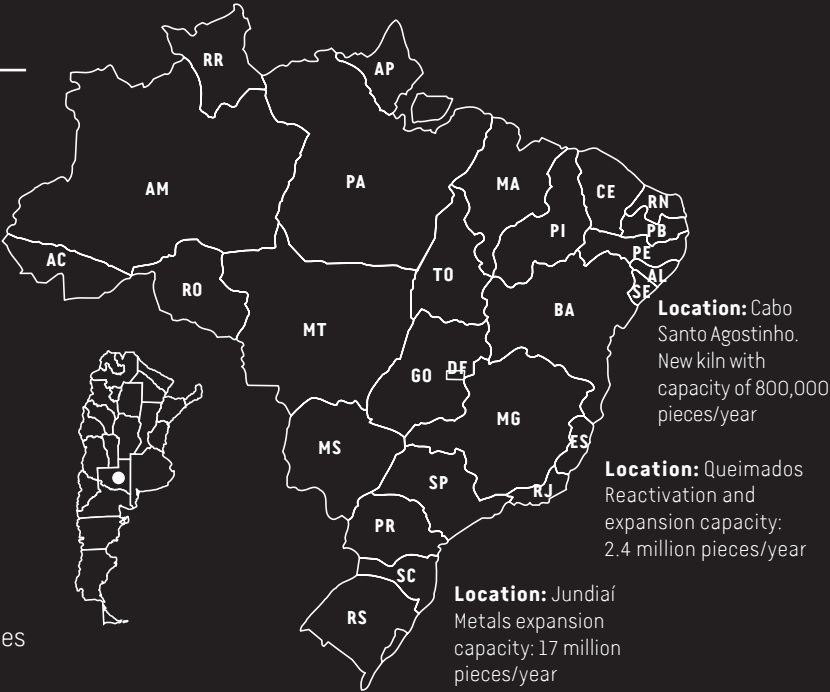 RR
AP
AM
PA
MA
CE
RN
PB
PI
PE
AC
AL
TO
SE
RO
BA
Location: Cabo
Santo Agostinho.
New kiln with
capacity of 800,000
pieces/year
MT
GO
DF
MG
ES
MS
Location: Queimados
Reactivation and
expansion capacity:
2.4 million pieces/year
SP
RJ
PR
SC
Location: Jundiaí
Metals expansion
capacity: 17 million
pieces/year
RS
es